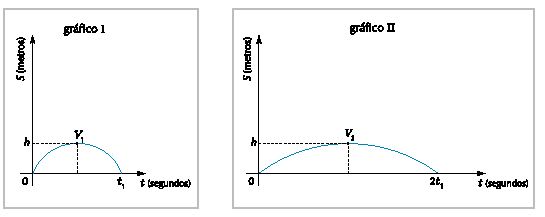 gráfico I
S (metros)
h
V₁
0
t₁
t (segundos)
gráfico II
S (metros)
h
V₂
0
2t₁
t (segundos)